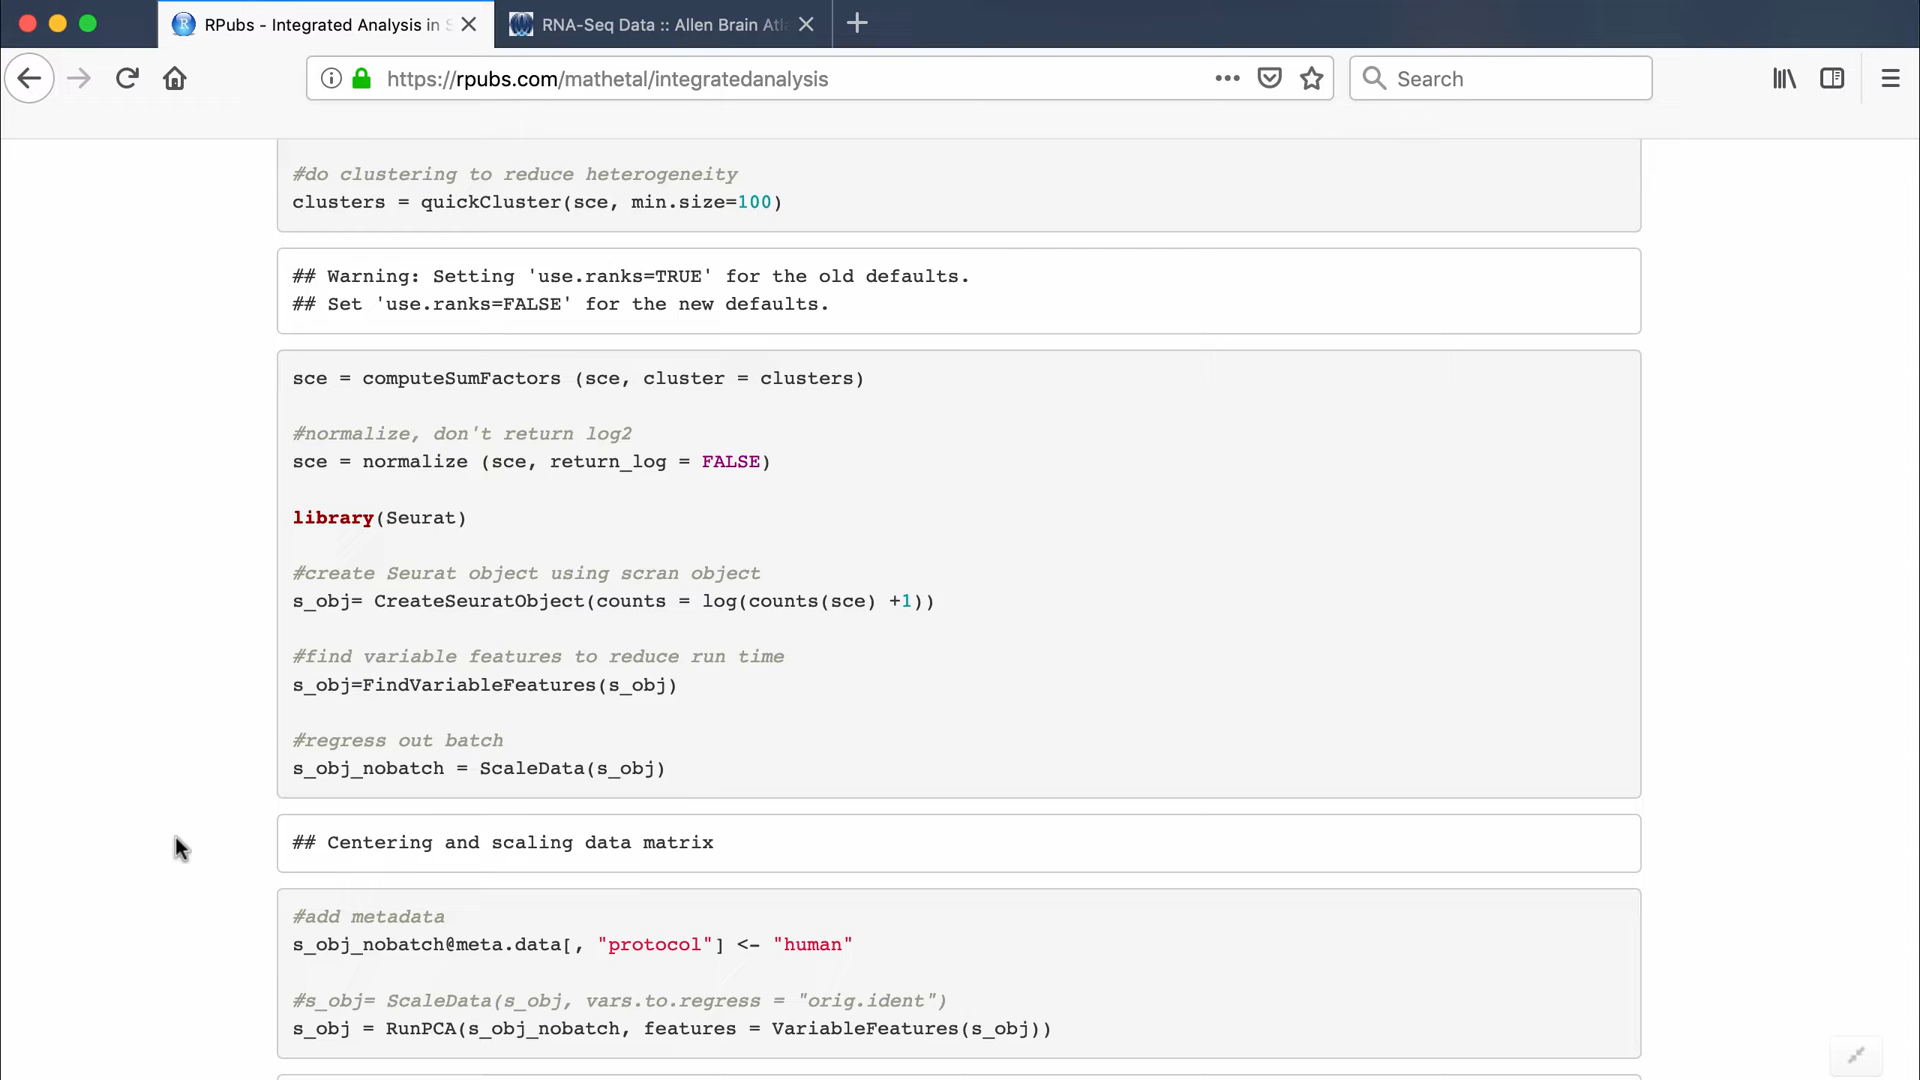 RPubs - Integrated Analysis in S
RNA-Seq Data :: Allen Brain Atl
https://rpubs.com/mathetal/integratedanalysis
Search
#do clustering to reduce heterogeneity
clusters = quickCluster(sce, min.size=100)
## Warning: Setting 'use.ranks=TRUE' for the old defaults.
## Set 'use.ranks=FALSE' for the new defaults.
sce = computeSumFactors (sce, cluster = clusters)
#normalize, don't return log2
sce = normalize (sce, return_log = FALSE)
library(Seurat)
#create Seurat object using scran object
s_obj= CreateSeuratObject(counts = log(counts(sce) +1))
#find variable features to reduce run time
s_obj=FindVariableFeatures(s_obj)
#regress out batch
s_obj_nobatch = ScaleData(s_obj)
## Centering and scaling data matrix
#add metadata
s_obj_nobatch@meta.data[, "protocol"] <- "human"
#s_obj= ScaleData(s_obj, vars.to.regress = "orig.ident")
s_obj = RunPCA(s_obj_nobatch, features = VariableFeatures(s_obj))